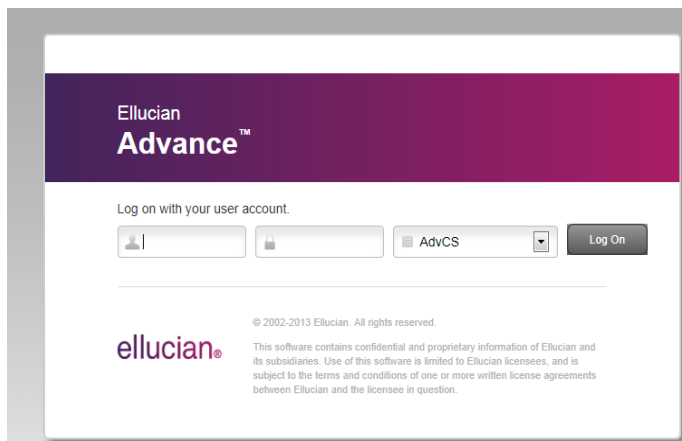 Ellucian
Advance™
Log on with your user account.
AdvCS
Log On
© 2002-2013 Ellucian. All rights reserved.
ellucian®
This software contains confidential and proprietary information of Ellucian and
its subsidiaries. Use of this software is limited to Ellucian licensees, and is
subject to the terms and conditions of one or more written license agreements
between Ellucian and the licensee in question.